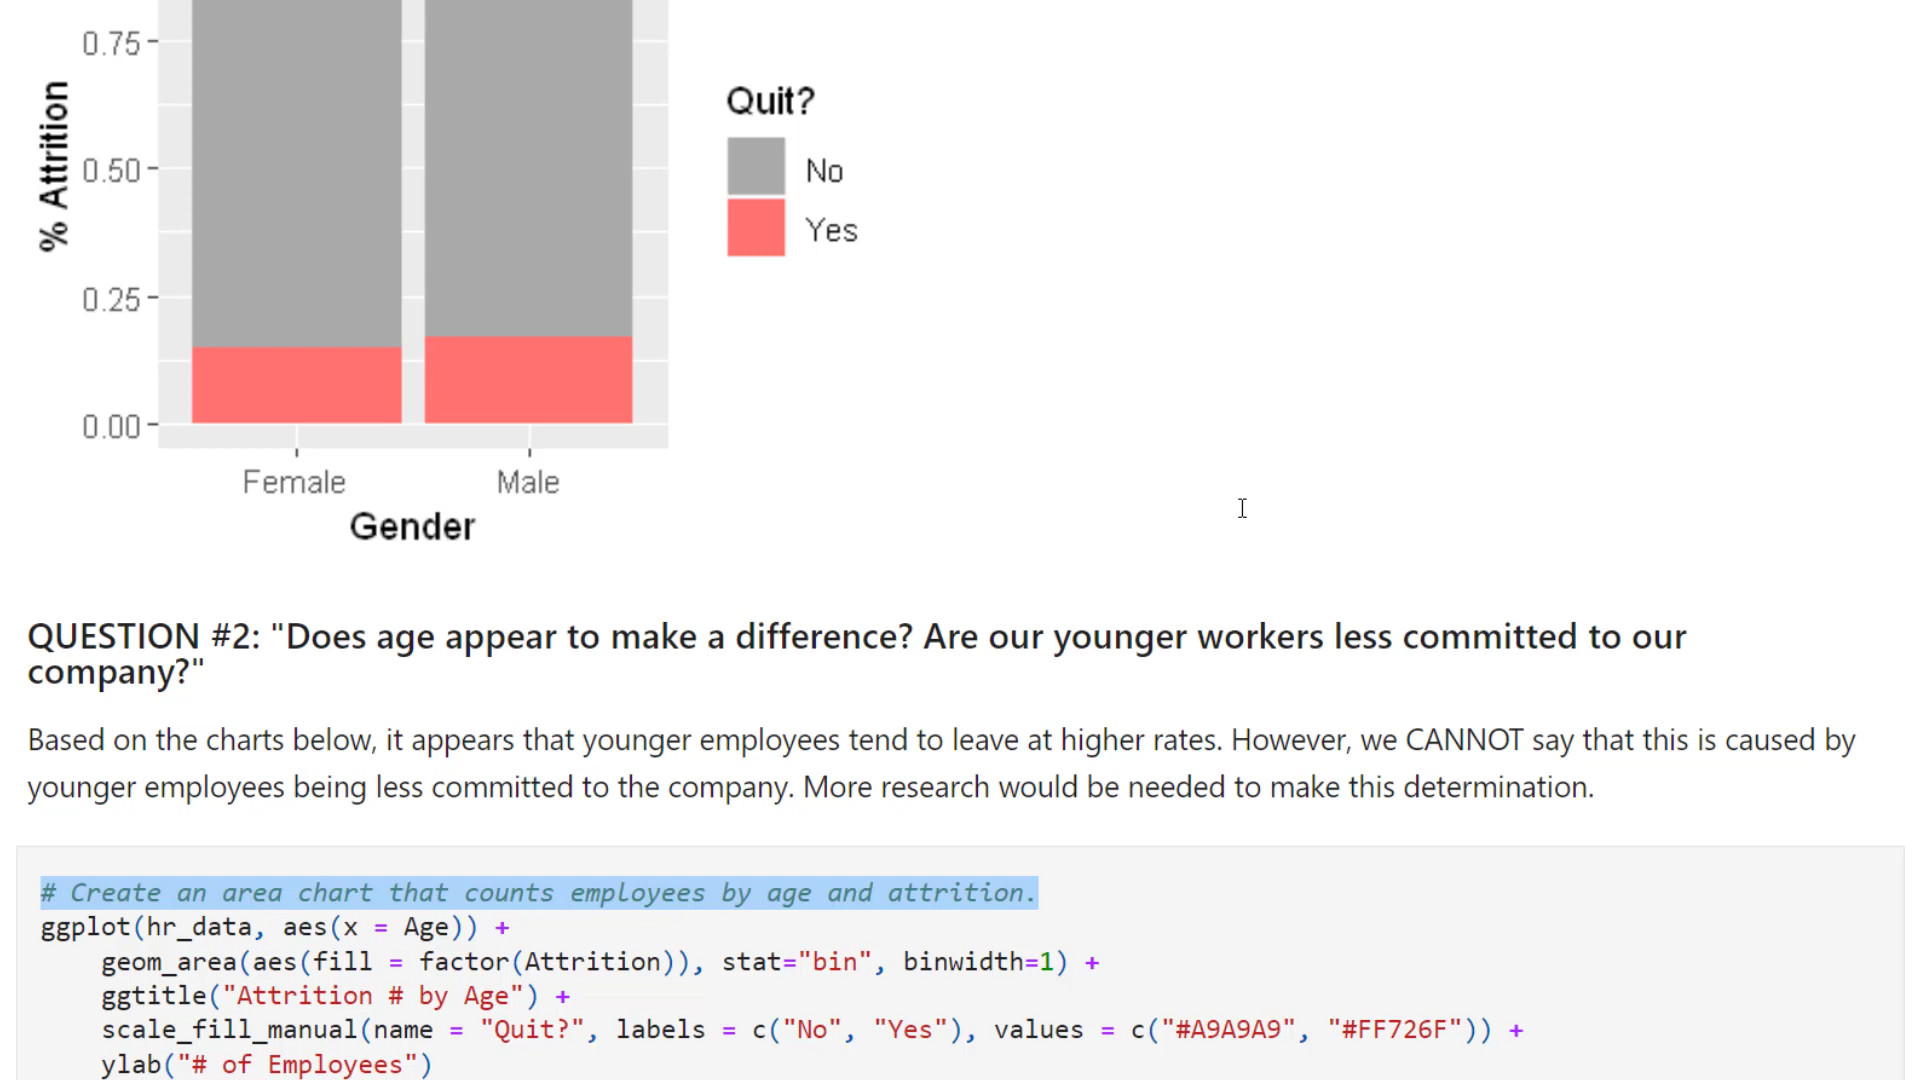 0.75
% Attrition
0.50
0.25
0.00
Female Male
Gender
Quit?
No
Yes
QUESTION #2: "Does age appear to make a difference? Are our younger workers less committed to our
company?"
Based on the charts below, it appears that younger employees tend to leave at higher rates. However, we CANNOT say that this is caused by
younger employees being less committed to the company. More research would be needed to make this determination.
# Create an area chart that counts employees by age and attrition.
ggplot(hr_data, aes(x = Age)) +
    geom_area(aes(fill = factor(Attrition)), stat="bin", binwidth=1) +
    ggtitle("Attrition # by Age") +
    scale_fill_manual(name = "Quit?", labels = c("No", "Yes"), values = c("#A9A9A9", "#FF726F")) +
    ylab("# of Employees")